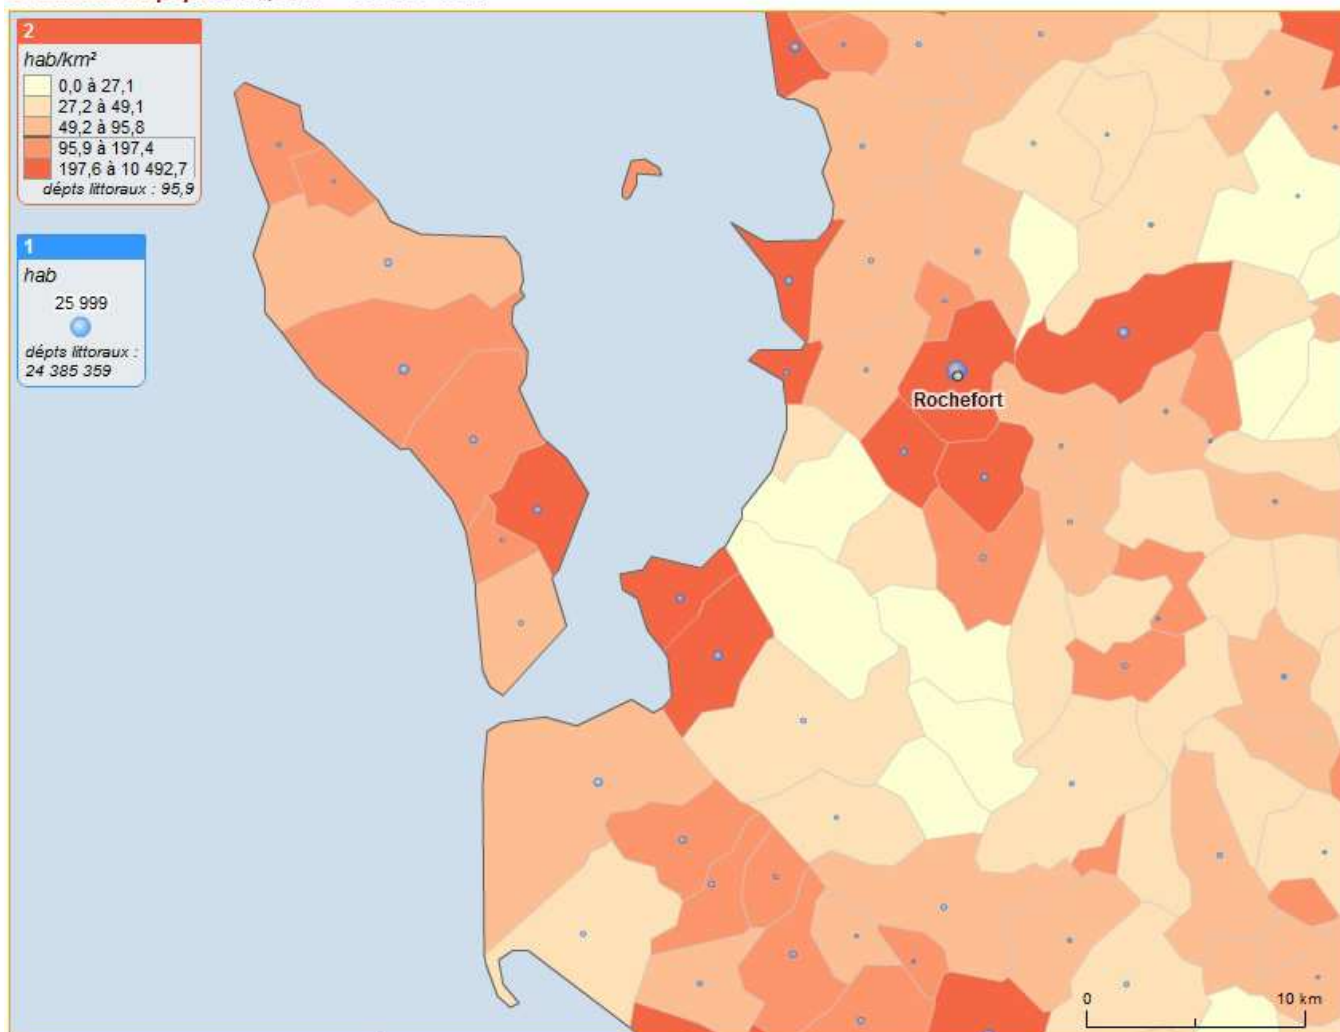 2
hab/km²
0,0 à 27,1
27,2 à 49,1
49,2 à 95,8
95,9 à 197,4
197,6 à 10 492,7
dépts littoraux : 95,9
1
hab
25 999
dépts littoraux :
24 385 359
Rochefort
0 10 km